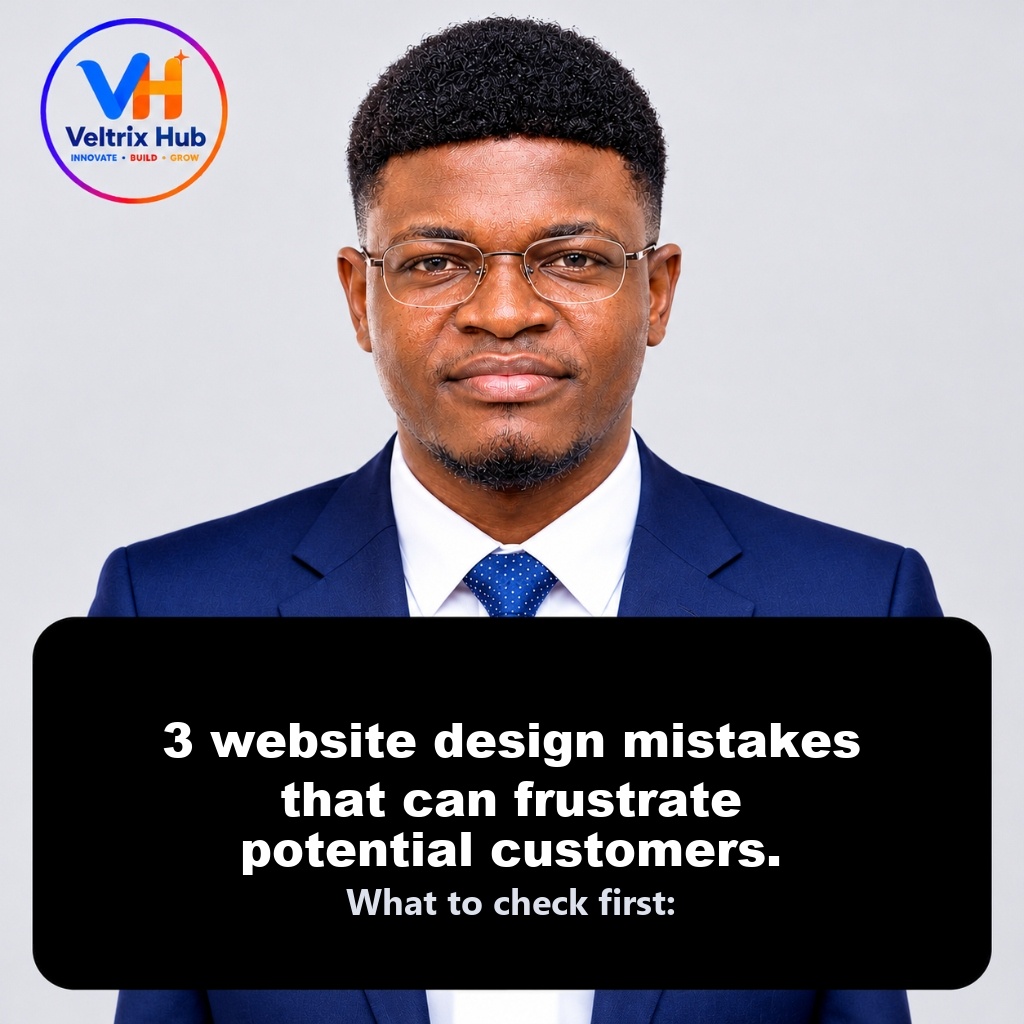 VH
Veltrix Hub
INNOVATE • BUILD • GROW
3 website design mistakes
that can frustrate
potential customers.
What to check first: